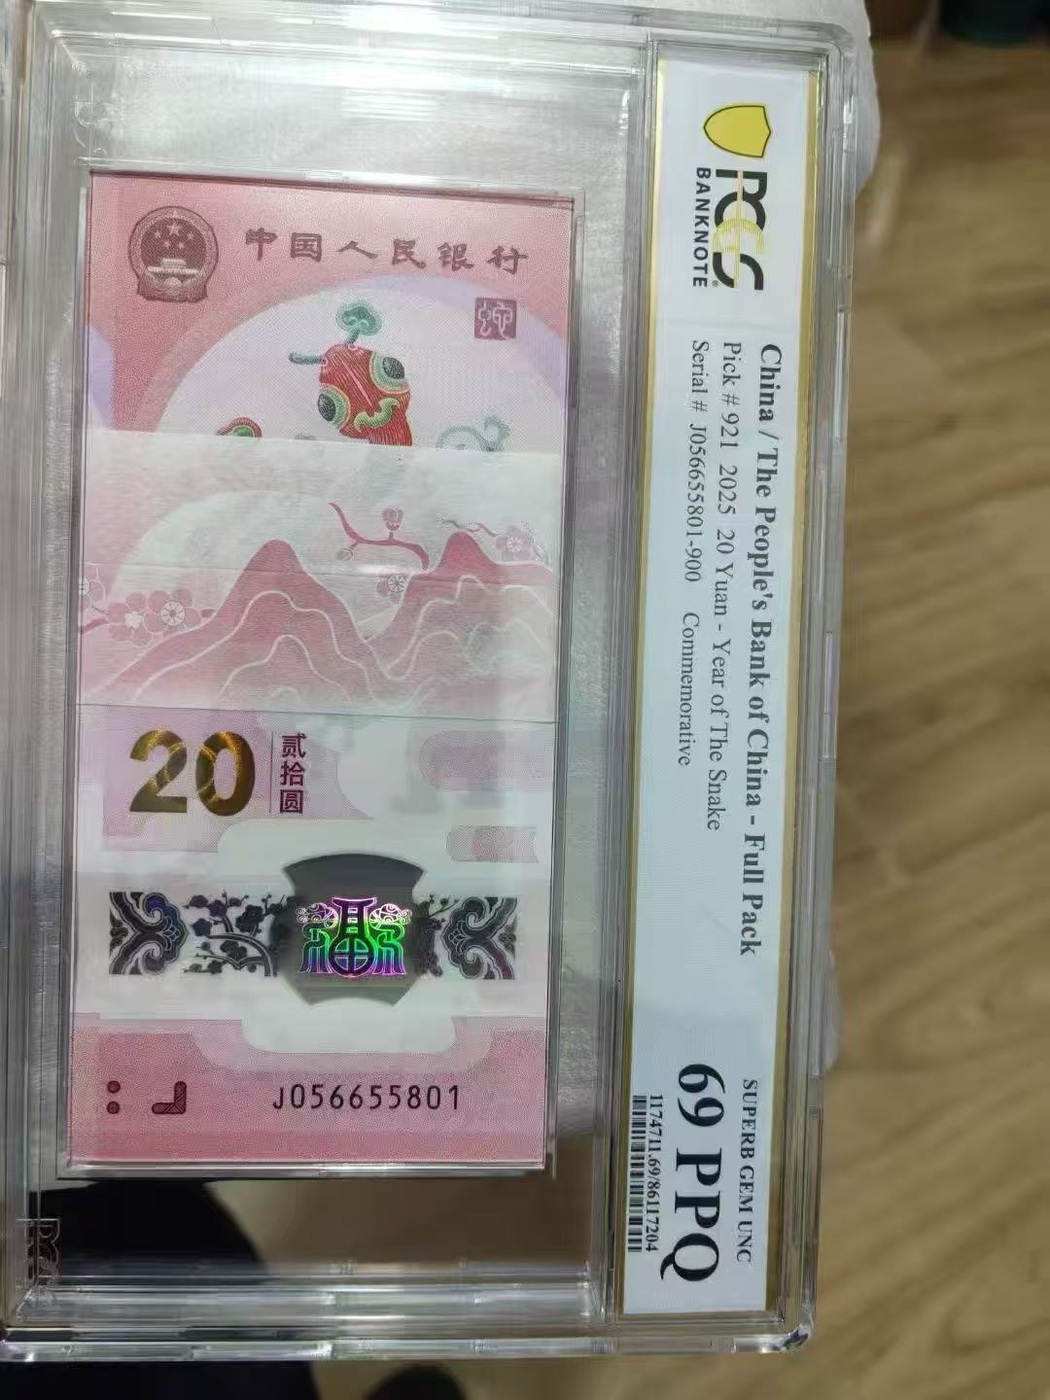 中国人民银行
20
贰拾圆
福
J056655801
PCGS
BANKNOTE
China / The People's Bank of China - Full Pack
Pick # 921 2025 20 Yuan - Year of The Snake
Serial # J056655801-900 Commemorative
SUPERB GEM UNC
69 PPQ
1174711.69/86117204